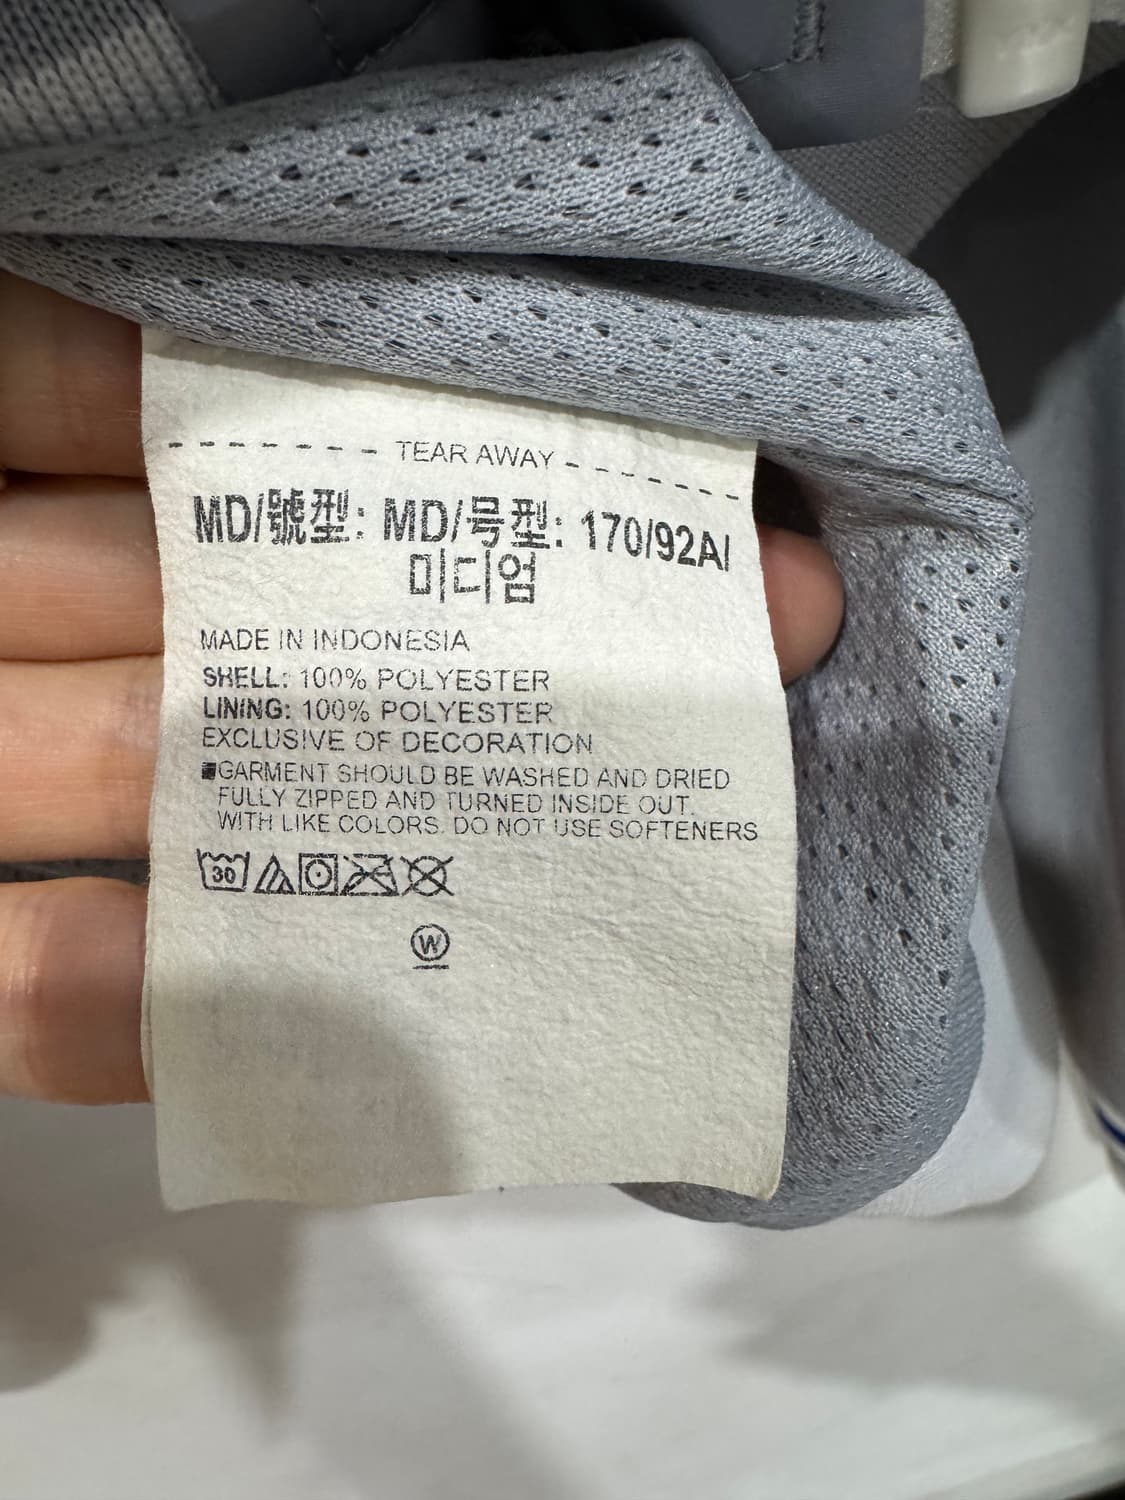 TEAR AWAY
MD/號型: MD/号型: 170/92A/
미디엄
MADE IN INDONESIA
SHELL: 100% POLYESTER
LINING: 100% POLYESTER
EXCLUSIVE OF DECORATION
■GARMENT SHOULD BE WASHED AND DRIED
FULLY ZIPPED AND TURNED INSIDE OUT.
WITH LIKE COLORS. DO NOT USE SOFTENERS
30
W